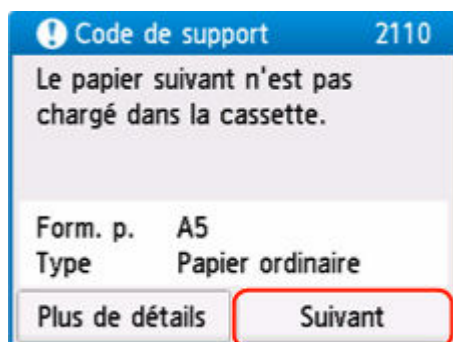 Code de support 2110
Le papier suivant n'est pas
chargé dans la cassette.
Form. p. A5
Type Papier ordinaire
Plus de détails Suivant